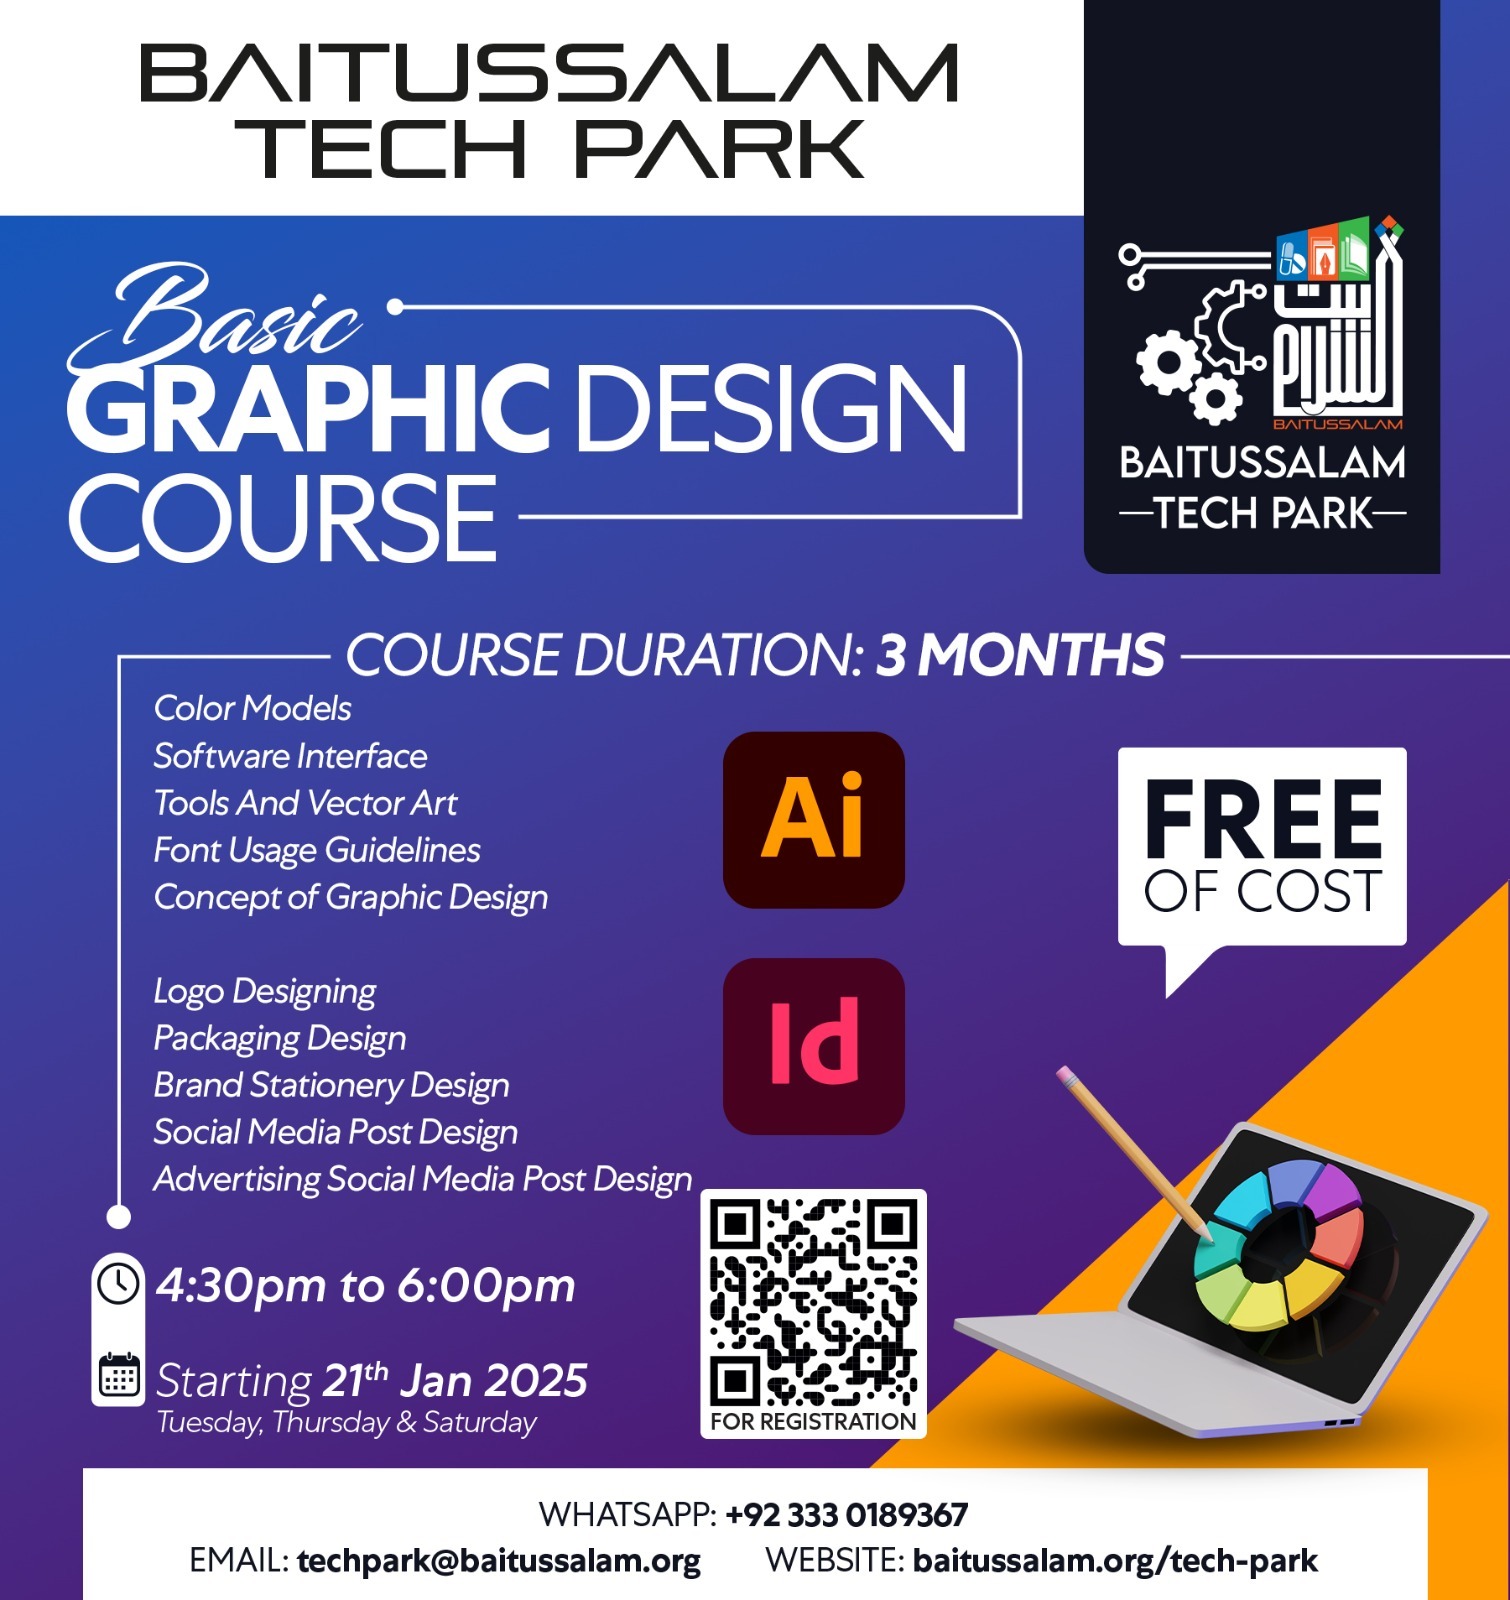 BAITUSSALAM
TECH PARK
Basic
GRAPHIC DESIGN
COURSE
بيت السلام
BAITUSSALAM
BAITUSSALAM
TECH PARK
COURSE DURATION: 3 MONTHS
Color Models
Software Interface
Tools And Vector Art
Font Usage Guidelines
Concept of Graphic Design
Logo Designing
Packaging Design
Brand Stationery Design
Social Media Post Design
Advertising Social Media Post Design
Ai
Id
FREE
OF COST
4:30pm to 6:00pm
Starting 21th Jan 2025
Tuesday, Thursday & Saturday
FOR REGISTRATION
WHATSAPP: +92 333 0189367
EMAIL: techpark@baitussalam.org WEBSITE: baitussalam.org/tech-park